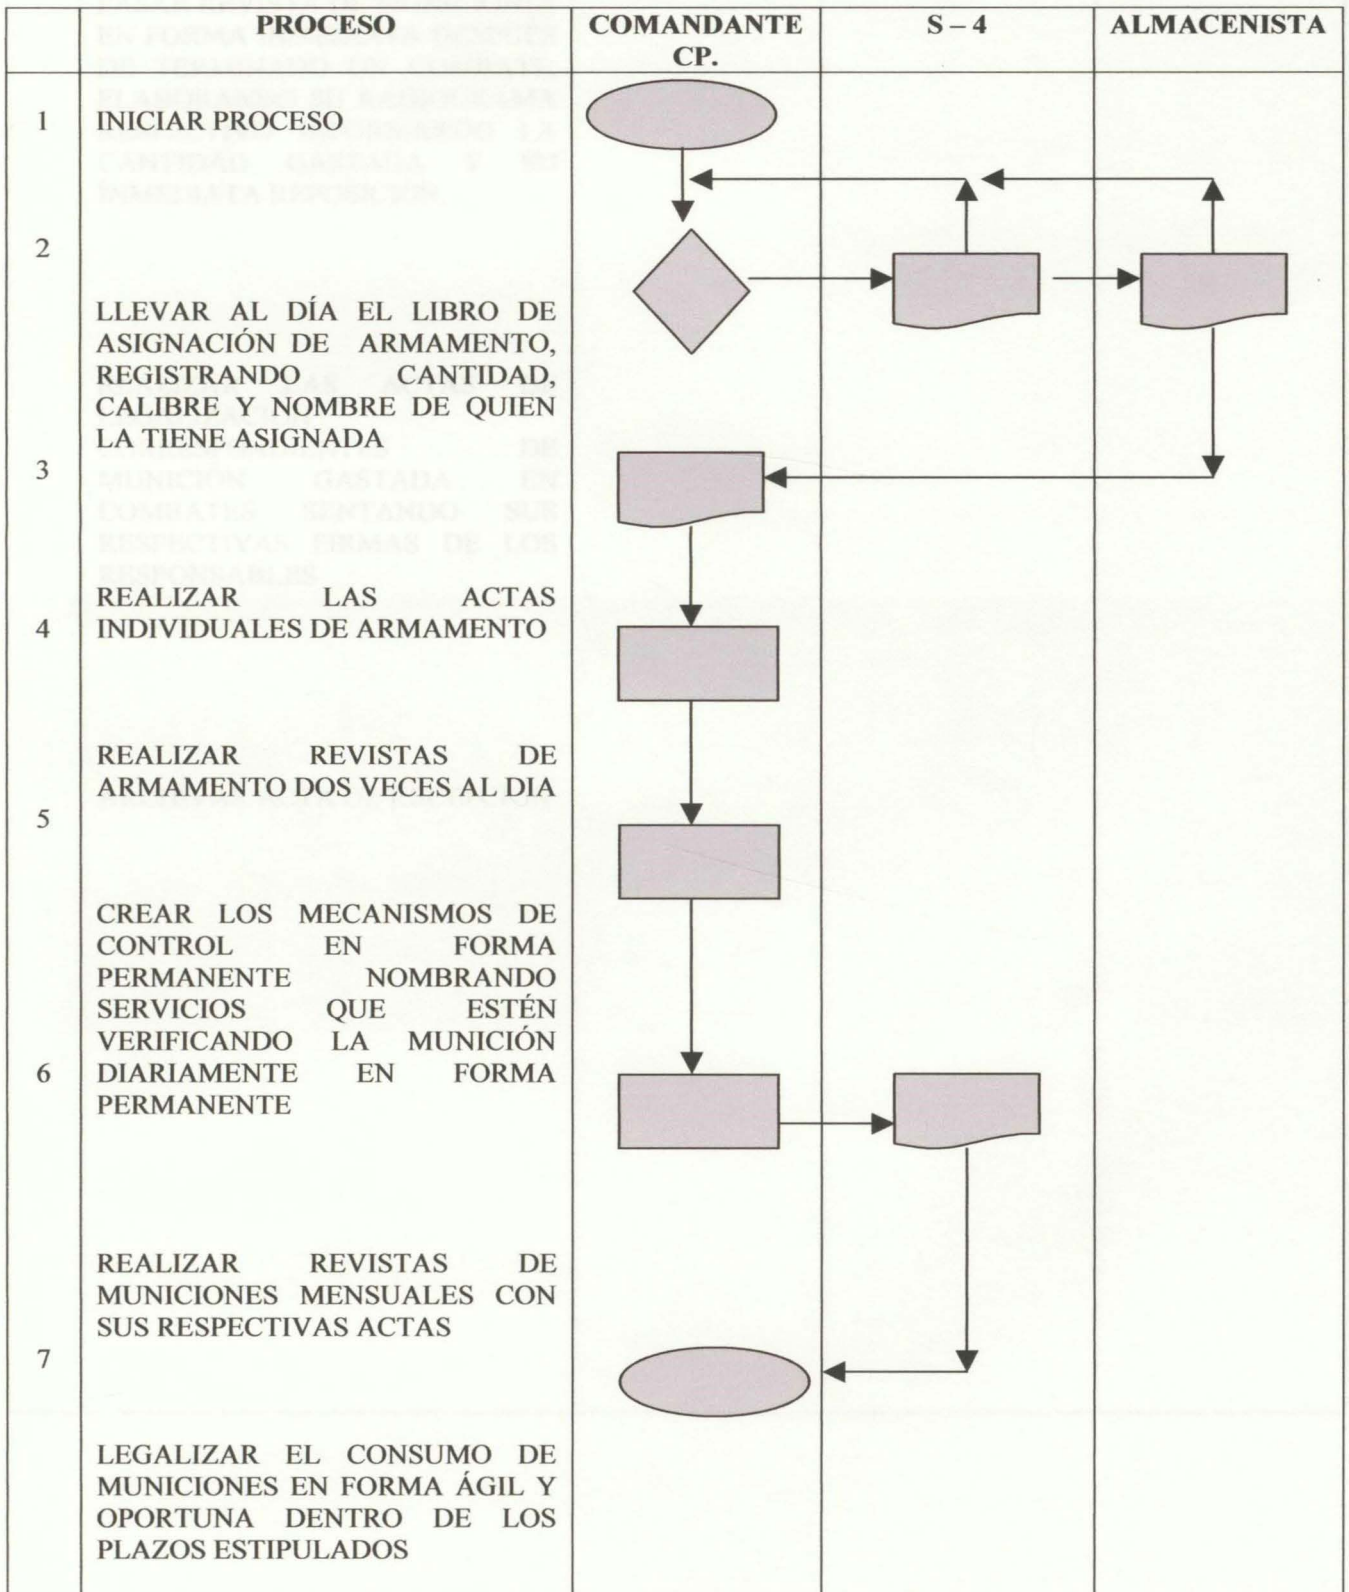 PROCESO
COMANDANTE
CP.
S – 4
ALMACENISTA
1
INICIAR PROCESO
2
LLEVAR AL DÍA EL LIBRO DE
ASIGNACIÓN DE ARMAMENTO,
REGISTRANDO CANTIDAD,
CALIBRE Y NOMBRE DE QUIEN
LA TIENE ASIGNADA
3
REALIZAR LAS ACTAS
4
INDIVIDUALES DE ARMAMENTO
REALIZAR REVISTAS DE
ARMAMENTO DOS VECES AL DIA
5
CREAR LOS MECANISMOS DE
CONTROL EN FORMA
PERMANENTE NOMBRANDO
SERVICIOS QUE ESTÉN
VERIFICANDO LA MUNICIÓN
6
DIARIAMENTE EN FORMA
PERMANENTE
REALIZAR REVISTAS DE
MUNICIONES MENSUALES CON
SUS RESPECTIVAS ACTAS
7
LEGALIZAR EL CONSUMO DE
MUNICIONES EN FORMA ÁGIL Y
OPORTUNA DENTRO DE LOS
PLAZOS ESTIPULADOS